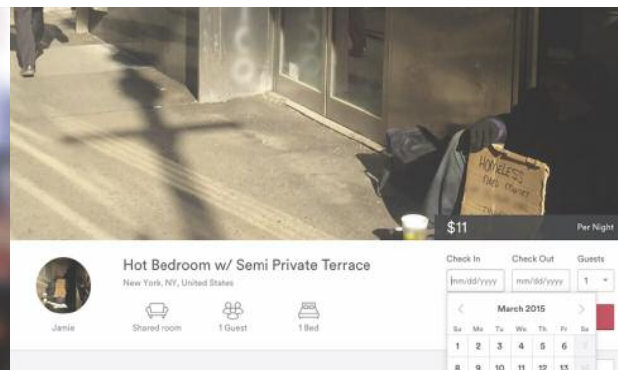 HOMELESS
$11
Per Night
Hot Bedroom w/ Semi Private Terrace
New York, NY, United States
Jamie
Shared room
1 Guest
1 Bed
Check In
Check Out
Guests
mm/dd/yyyy
mm/dd/yyyy
1
March 2015
Su Mo Tu We Th Fr Sa
1 2 3 4 5 6
8 9 10 11 12 13 14